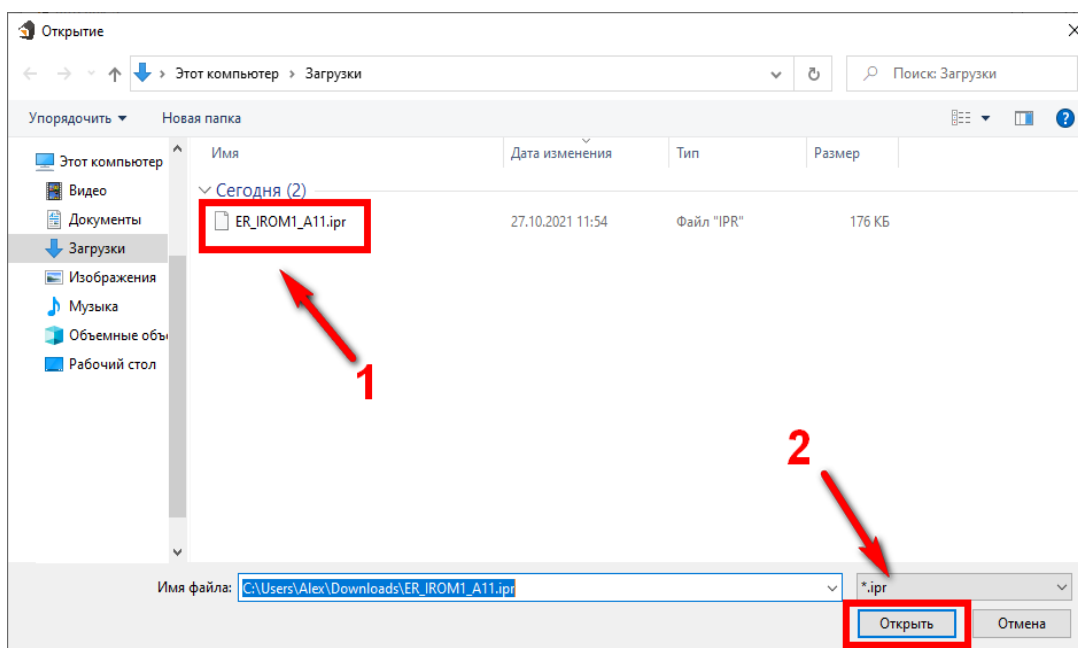 Открытие
Этот компьютер › Загрузки
Поиск: Загрузки
Упорядочить
Новая папка
Имя
Дата изменения
Тип
Размер
Этот компьютер
Видео
Документы
Загрузки
Изображения
Музыка
Объемные объ
Рабочий стол
Сегодня (2)
ER_IROM1_A11.ipr 27.10.2021 11:54 Файл "IPR" 176 КБ
1
2
Имя файла: C:\Users\Alex\Downloads\ER_IROM1_A11.ipr
*.ipr
Открыть
Отмена